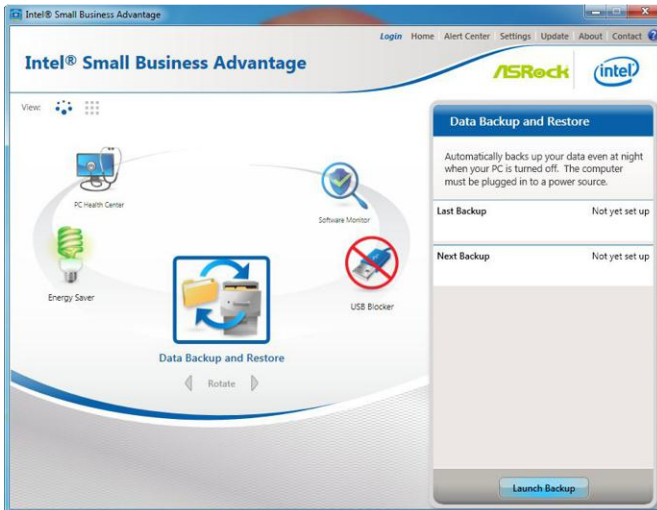 Intel® Small Business Advantage
Login Home Alert Center Settings Update About Contact ?
Intel® Small Business Advantage
ASRock
intel
View:
Data Backup and Restore
Automatically backs up your data even at night
when your PC is turned off. The computer
must be plugged in to a power source.
Last Backup Not yet set up
Next Backup Not yet set up
PC Health Center
Software Monitor
Energy Saver
USB Blocker
Data Backup and Restore
Rotate
Launch Backup